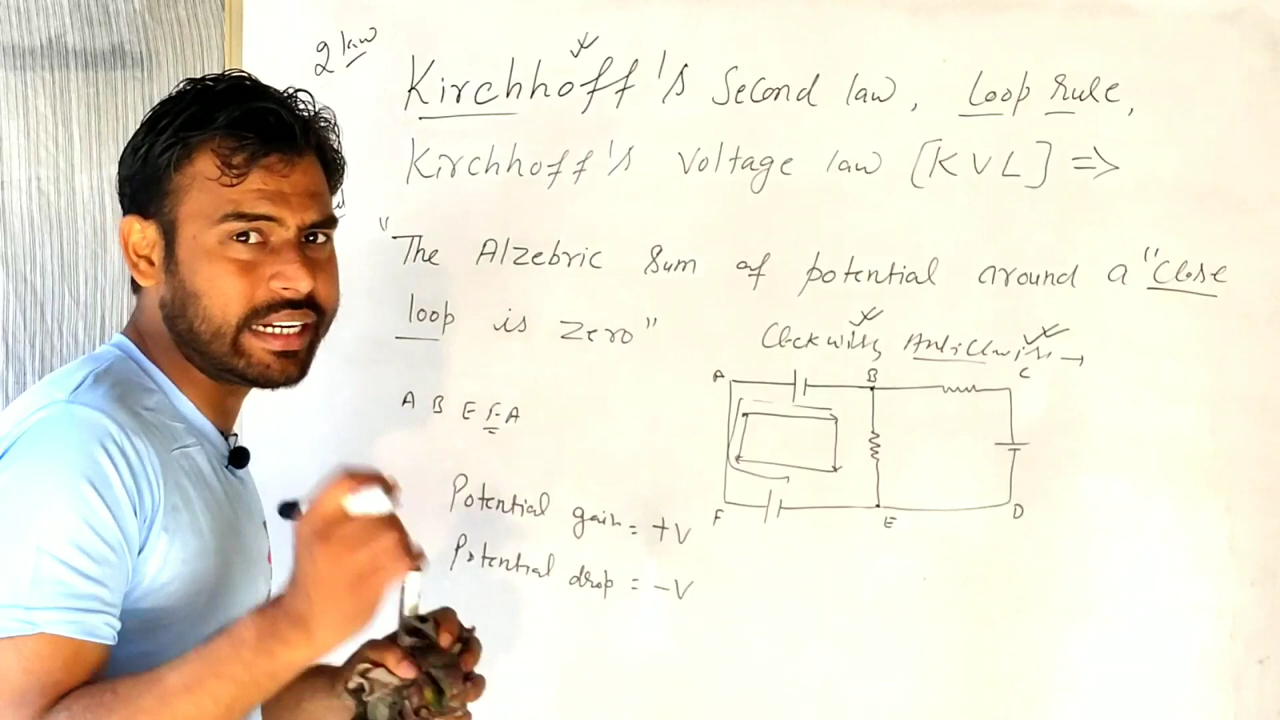 2 law
Kirchhoff's Second law, Loop Rule,
Kirchhoff's voltage law [KVL] =>
"The Alzebric Sum of potential around a "Close
loop is zero"
Clockwise Anticlwis →
A B C
A B E F A
F E D
Potential gain = +V
Potential drop = -V